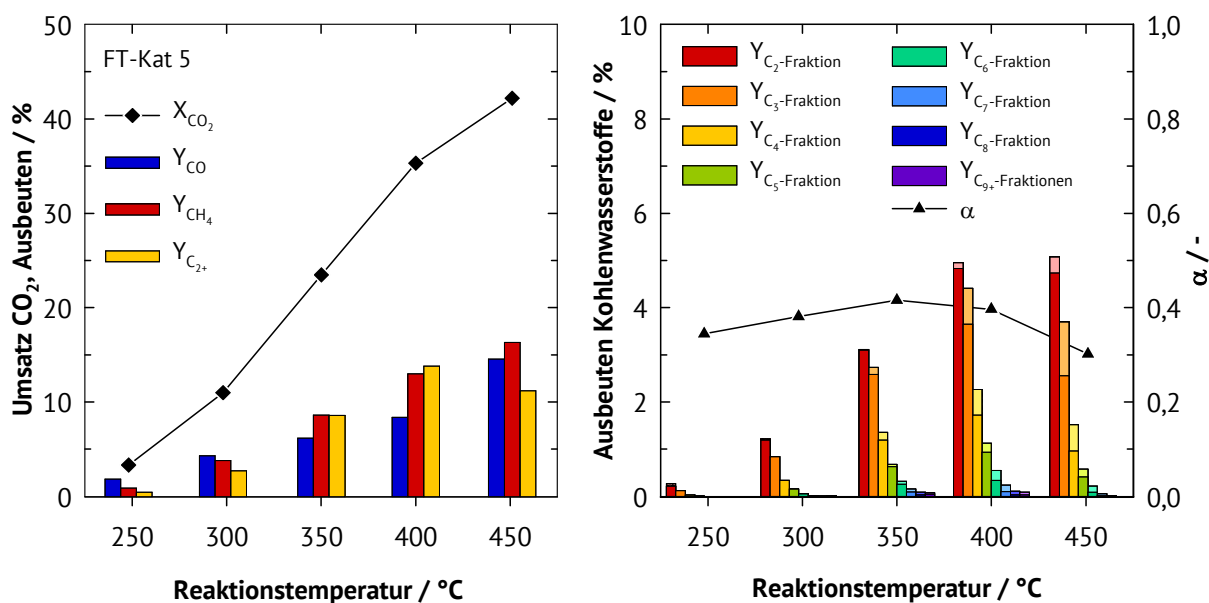 Umsatz CO₂, Ausbeuten / %
50
40
30
20
10
0
FT-Kat 5
X_CO₂
Y_CO
Y_CH₄
Y_C₂₊
250 300 350 400 450
Reaktionstemperatur / °C
Ausbeuten Kohlenwasserstoffe / %
10
8
6
4
2
0
Y_C₂-Fraktion
Y_C₃-Fraktion
Y_C₄-Fraktion
Y_C₅-Fraktion
Y_C₆-Fraktion
Y_C₇-Fraktion
Y_C₈-Fraktion
Y_C₉₊-Fraktionen
α
1,0
0,8
0,6
0,4
0,2
0,0
α / -
250 300 350 400 450
Reaktionstemperatur / °C